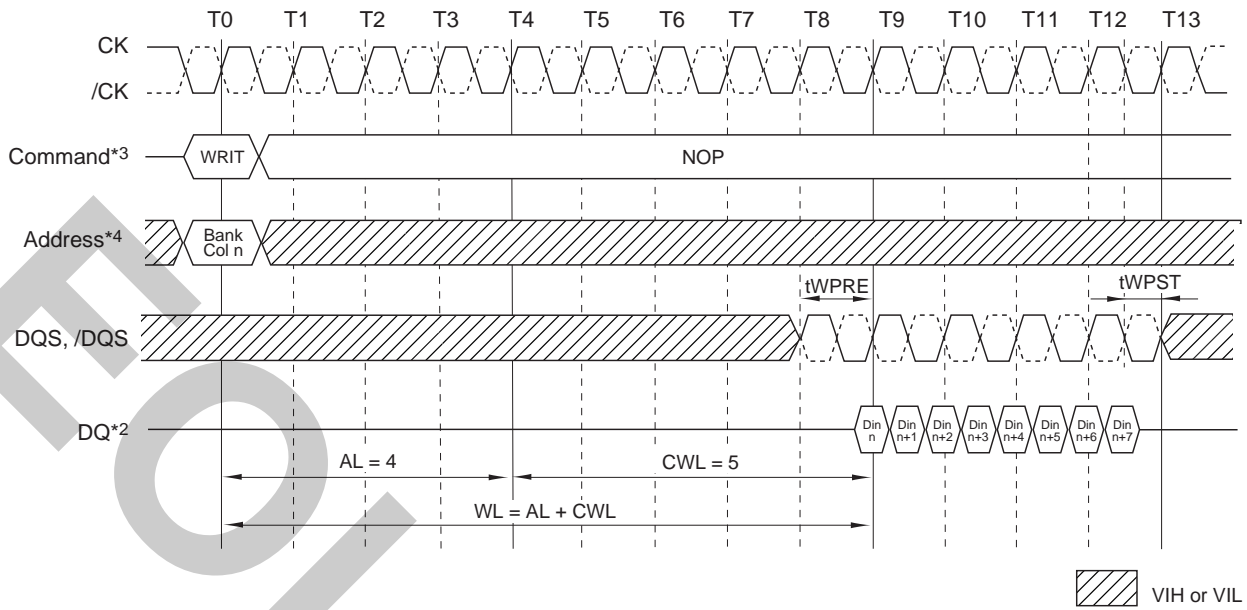 T0 T1 T2 T3 T4 T5 T6 T7 T8 T9 T10 T11 T12 T13
CK
/CK
Command*3
WRIT
NOP
Address*4
Bank
Col n
tWPRE
tWPST
DQS, /DQS
DQ*2
Din
n
Din
n+1
Din
n+2
Din
n+3
Din
n+4
Din
n+5
Din
n+6
Din
n+7
AL = 4
CWL = 5
WL = AL + CWL
VIH or VIL